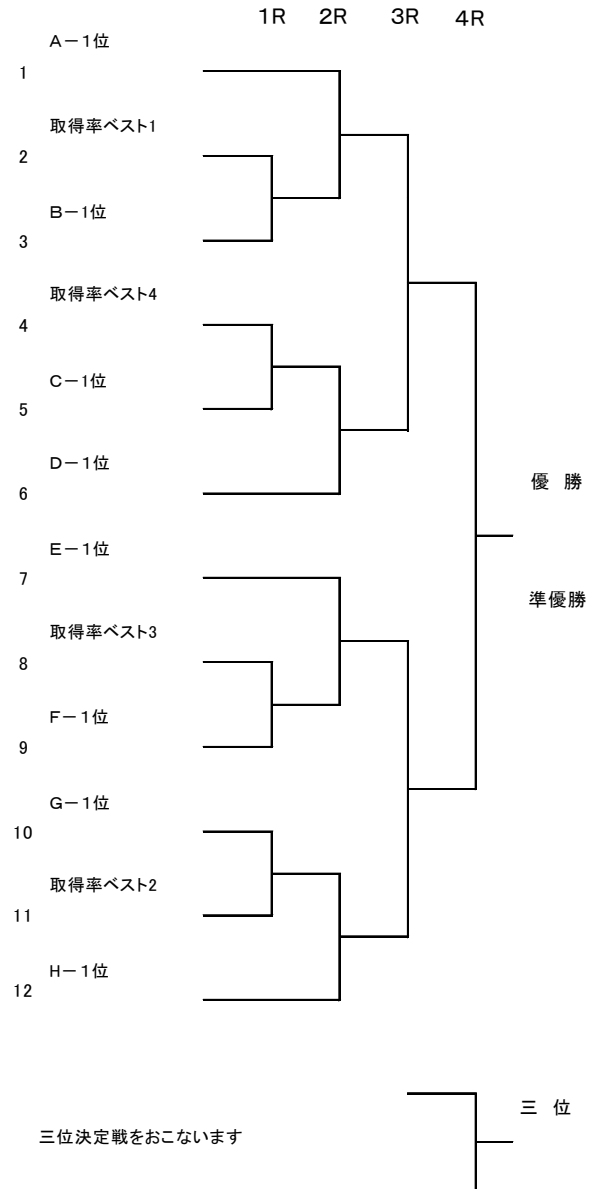 1R 2R 3R 4R
A－1位
1
取得率ベスト1
2
B－1位
3
取得率ベスト4
4
C－1位
5
D－1位
6
優 勝
E－1位
7
準優勝
取得率ベスト3
8
F－1位
9
G－1位
10
取得率ベスト2
11
H－1位
12
三 位
三位決定戦をおこないます